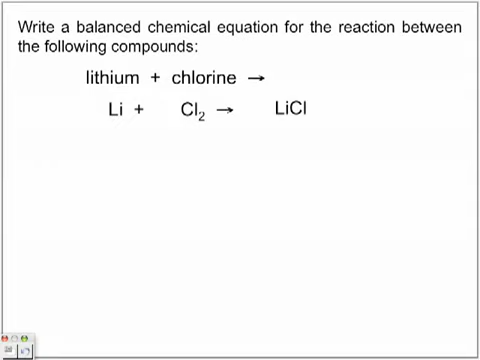 Write a balanced chemical equation for the reaction between
the following compounds:
lithium + chlorine →
Li + Cl₂ → LiCl